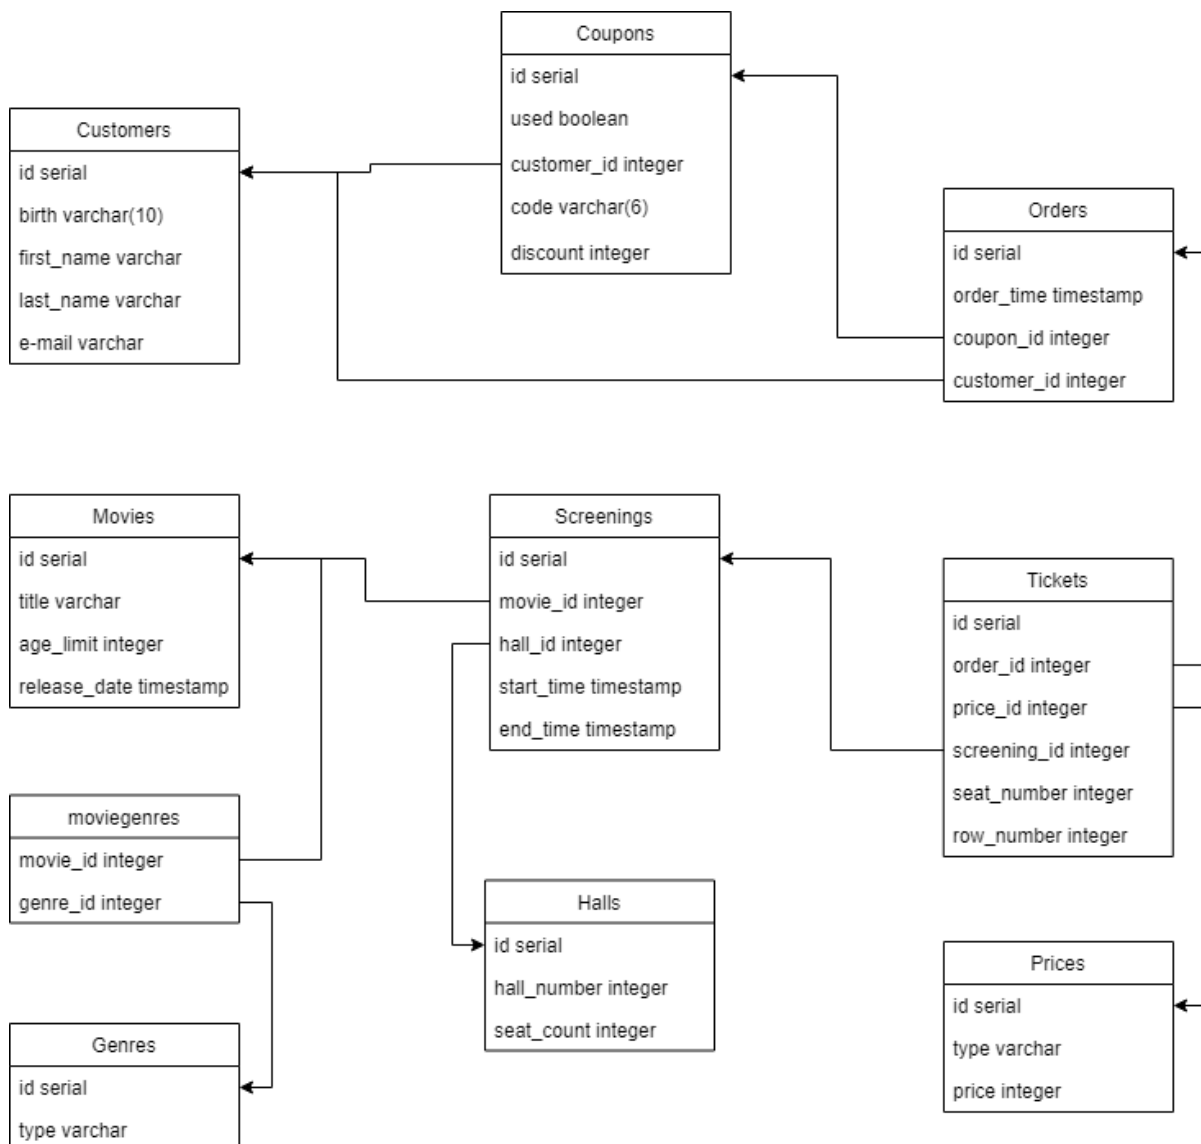 Coupons
id serial
used boolean
customer_id integer
code varchar(6)
discount integer
Customers
id serial
birth varchar(10)
first_name varchar
last_name varchar
e-mail varchar
Orders
id serial
order_time timestamp
coupon_id integer
customer_id integer
Movies
id serial
title varchar
age_limit integer
release_date timestamp
Screenings
id serial
movie_id integer
hall_id integer
start_time timestamp
end_time timestamp
Tickets
id serial
order_id integer
price_id integer
screening_id integer
seat_number integer
row_number integer
moviegenres
movie_id integer
genre_id integer
Halls
id serial
hall_number integer
seat_count integer
Prices
id serial
type varchar
price integer
Genres
id serial
type varchar